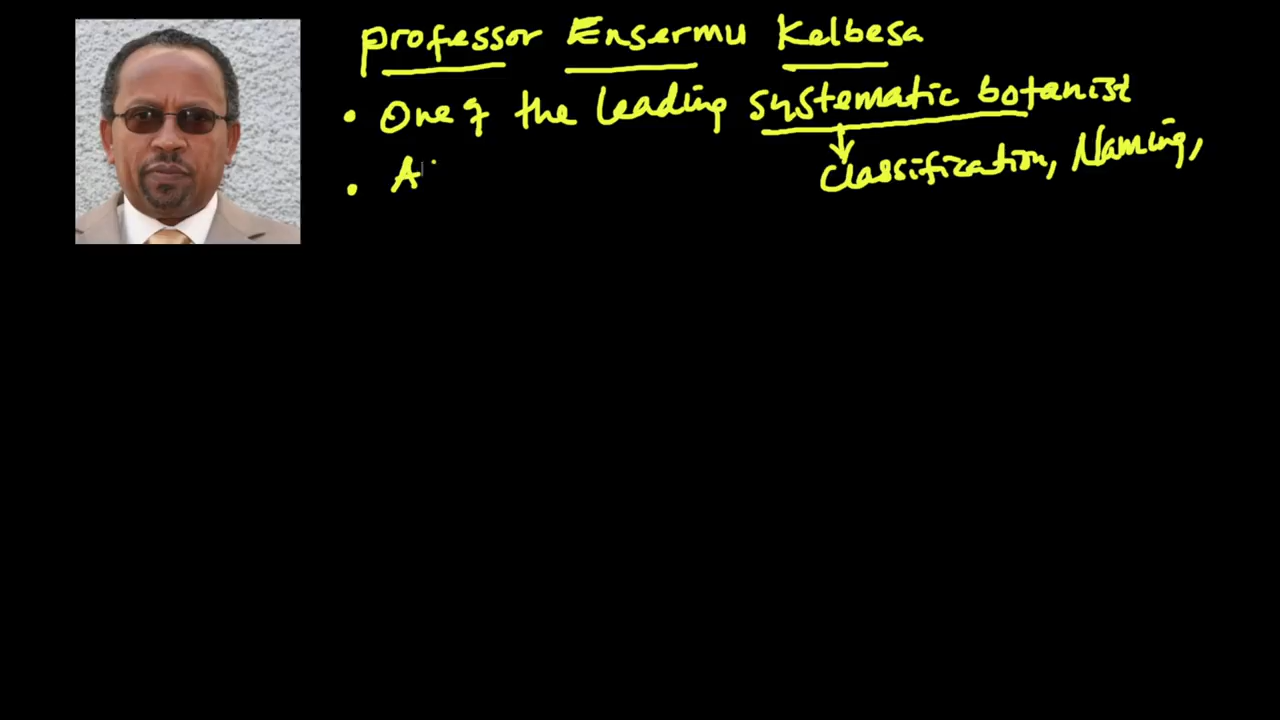 professor Ensermu Kelbesa
• One of the leading systematic botanist
classification, Naming,
• A